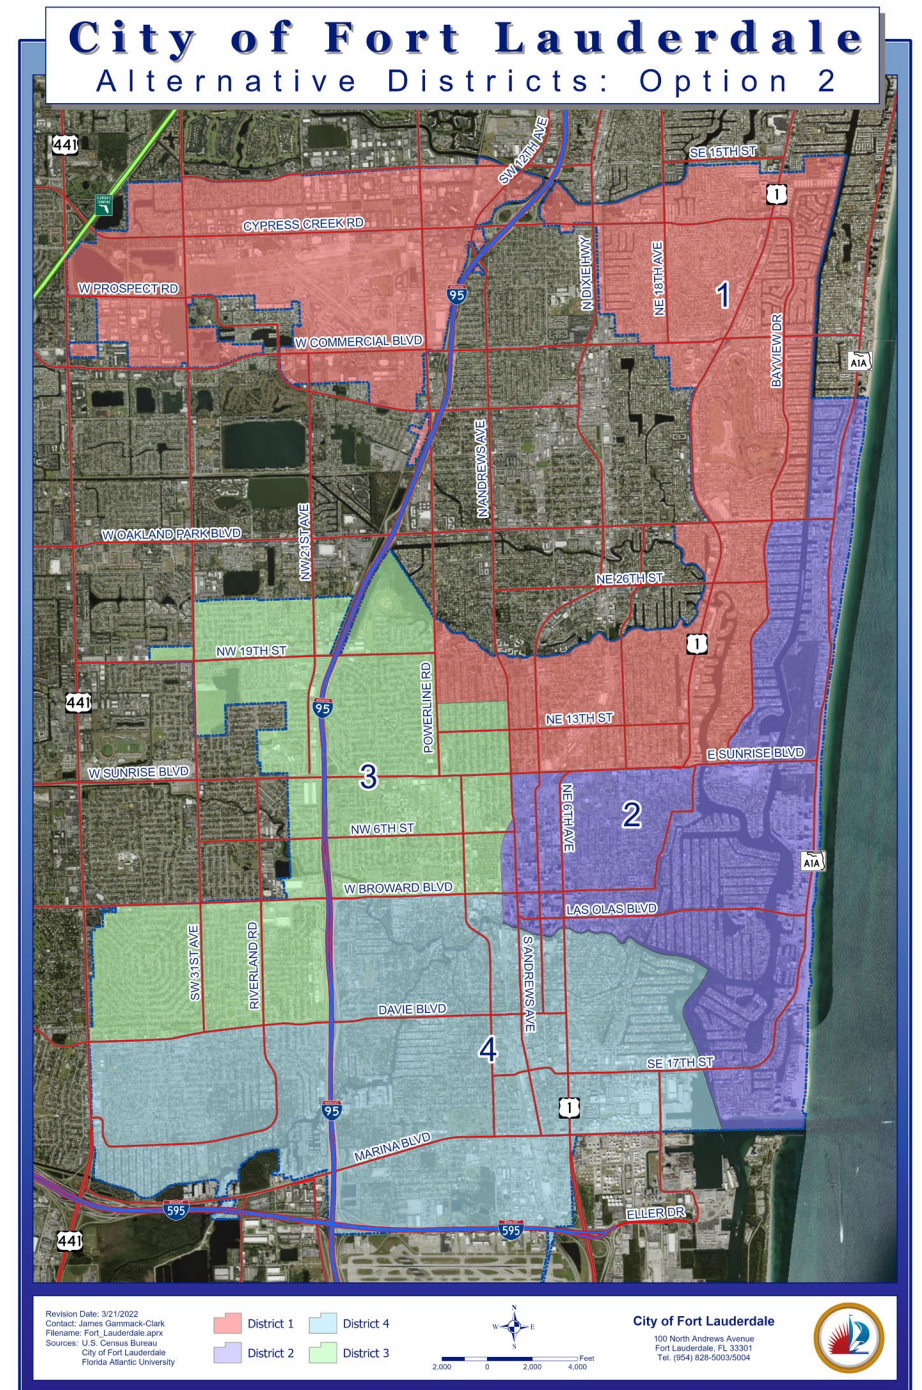 City of Fort Lauderdale
Alternative Districts: Option 2
441
SW 12TH AVE
SE 15TH ST
1
CYPRESS CREEK RD
N DIXIE HWY
NE 18TH AVE
W PROSPECT RD
95
1
W COMMERCIAL BLVD
BAYVIEW DR
A1A
N ANDREWS AVE
NW 21ST AVE
W OAKLAND PARK BLVD
NE 26TH ST
1
NW 19TH ST
POWERLINE RD
441
95
NE 13TH ST
E SUNRISE BLVD
W SUNRISE BLVD
3
2
NE 6TH AVE
NW 6TH ST
A1A
W BROWARD BLVD
LAS OLAS BLVD
SW 31ST AVE
RIVERLAND RD
S ANDREWS AVE
DAVIE BLVD
4
SE 17TH ST
95
1
MARINA BLVD
595
ELLER DR
595
441
Revision Date: 3/21/2022
Contact: James Gammack-Clark
Filename: Fort_Lauderdale.aprx
Sources: U.S. Census Bureau
City of Fort Lauderdale
Florida Atlantic University
District 1
District 4
District 2
District 3
N
W
E
S
Feet
2,000
0
2,000
4,000
City of Fort Lauderdale
100 North Andrews Avenue
Fort Lauderdale, FL 33301
Tel. (954) 828-5003/5004